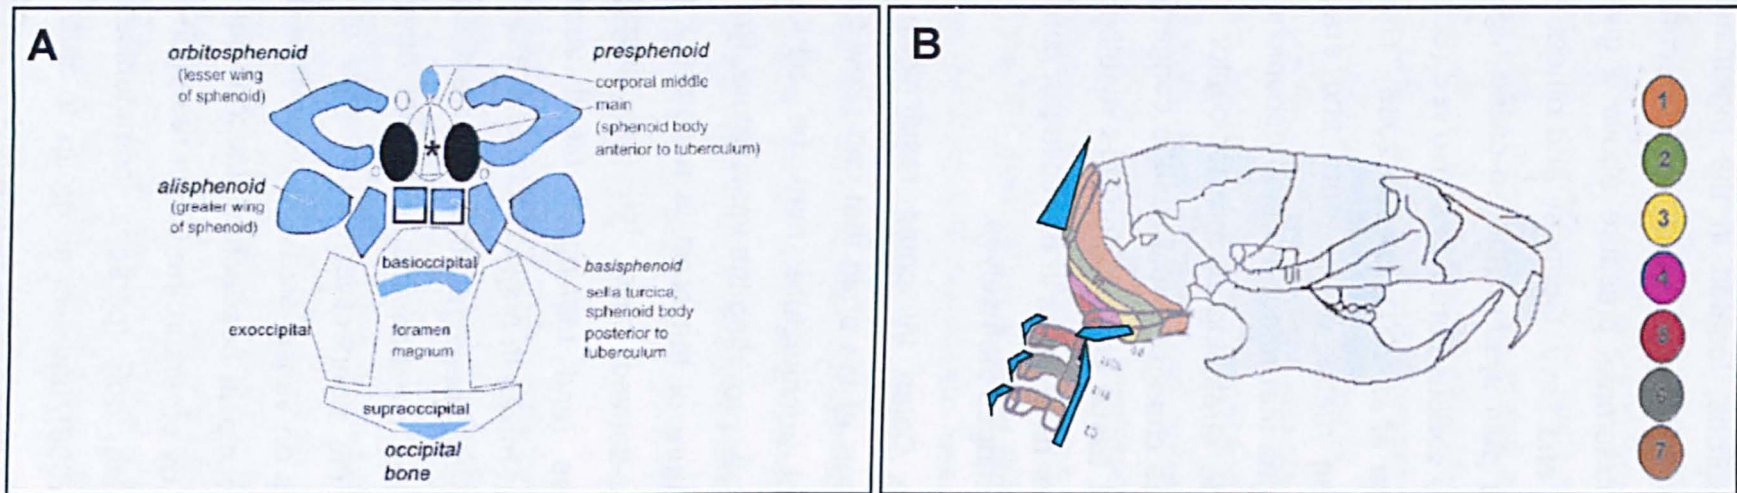 A
orbitosphenoid
(lesser wing
of sphenoid)
presphenoid
corporal middle
main
(sphenoid body
anterior to tuberculum)
*
alisphenoid
(greater wing
of sphenoid)
basioccipital
basisphenoid
sella turcica,
sphenoid body
posterior to
tuberculum
exoccipital
foramen
magnum
supraoccipital
occipital
bone
B
1
2
3
4
5
6
7